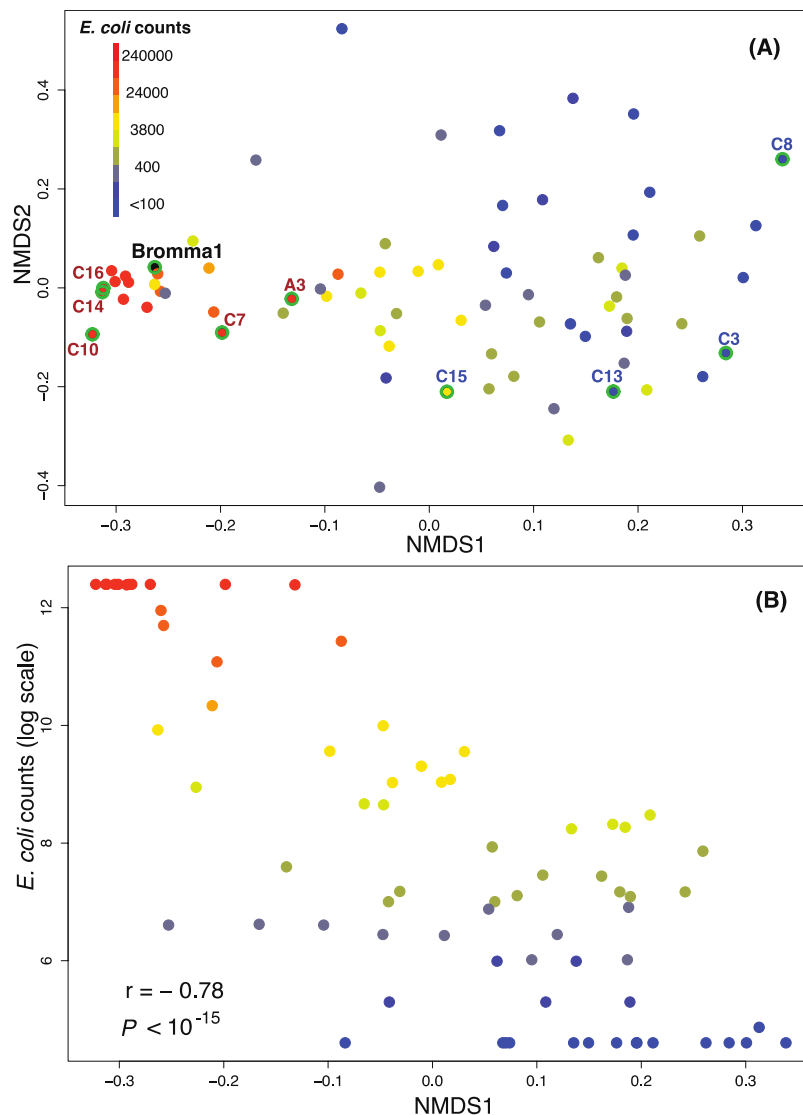 E. coli counts
(A)
240000
24000
3800
400
<100
0.4
0.2
0.0
−0.2
−0.4
NMDS2
C8
Bromma1
C16
C14
C10
A3
C7
C15
C13
C3
−0.3
−0.2
−0.1
0.0
0.1
0.2
0.3
NMDS1
(B)
12
10
8
6
E. coli counts (log scale)
r = − 0.78
P < 10⁻¹⁵
−0.3
−0.2
−0.1
0.0
0.1
0.2
0.3
NMDS1